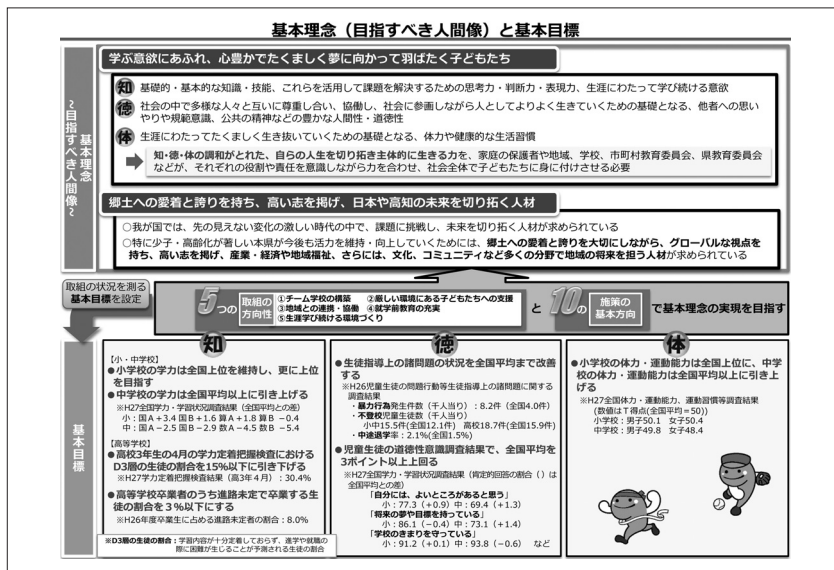 基本理念（目指すべき人間像）と基本目標
基本理念
～目指すべき人間像～
学ぶ意欲にあふれ、心豊かでたくましく夢に向かって羽ばたく子どもたち
知 基礎的・基本的な知識・技能、これらを活用して課題を解決するための思考力・判断力・表現力、生涯にわたって学び続ける意欲
徳 社会の中で多様な人々と互いに尊重し合い、協働し、社会に参画しながら人としてよりよく生きていくための基礎となる、他者への思い
やりや規範意識、公共の精神などの豊かな人間性・道徳性
体 生涯にわたってたくましく生き抜いていくための基礎となる、体力や健康的な生活習慣
知・徳・体の調和がとれた、自らの人生を切り拓き主体的に生きる力を、家庭の保護者や地域、学校、市町村教育委員会、県教育委員会
などが、それぞれの役割や責任を意識しながら力を合わせ、社会全体で子どもたちに身に付けさせる必要
郷土への愛着と誇りを持ち、高い志を掲げ、日本や高知の未来を切り拓く人材
○我が国では、先の見えない変化の激しい時代の中で、課題に挑戦し、未来を切り拓く人材が求められている
○特に少子・高齢化が著しい本県が今後も活力を維持・向上していくためには、郷土への愛着と誇りを大切にしながら、グローバルな視点を
持ち、高い志を掲げ、産業・経済や地域福祉、さらには、文化、コミュニティなど多くの分野で地域の将来を担う人材が求められている
取組の状況を測る
基本目標を設定
5つの 取組の方向性
①チーム学校の構築 ②厳しい環境にある子どもたちへの支援
③地域との連携・協働 ④就学前教育の充実
⑤生涯学び続ける環境づくり
と 10の 施策の基本方向 で基本理念の実現を目指す
基本目標
知
【小・中学校】
●小学校の学力は全国上位を維持し、更に上位
を目指す
●中学校の学力は全国平均以上に引き上げる
※H27全国学力・学習状況調査結果（全国平均との差）
小：国A＋3.4 国B＋1.6 算A＋1.8 算B －0.4
中：国A－2.5 国B－2.9 数A－4.5 数B－5.4
【高等学校】
●高校3年生の4月の学力定着把握検査における
D3層の生徒の割合を15%以下に引き下げる
※H27学力定着把握検査結果（高3年4月）：30.4%
●高等学校卒業者のうち進路未定で卒業する生
徒の割合を３％以下にする
※H26年度卒業生に占める進路未定者の割合：8.0%
※D3層の生徒の割合：学習内容が十分定着しておらず、進学や就職の
際に困難が生じることが予測される生徒の割合
徳
●生徒指導上の諸問題の状況を全国平均まで改善
する
※H26児童生徒の問題行動等生徒指導上の諸問題に関する
調査結果
・暴力行為発生件数（千人当り）：8.2件（全国4.0件）
・不登校児童生徒数（千人当り）
小中15.5件(全国12.1件) 高校18.7件(全国15.9件)
・中途退学率：2.1%(全国1.5%)
●児童生徒の道徳性意識調査結果で、全国平均を
3ポイント以上上回る
※H27全国学力・学習状況調査結果（肯定的回答の割合（）は
全国平均との差）
「自分には、よいところがあると思う」
小：77.3（+0.9）中：69.4（+1.3）
「将来の夢や目標を持っている」
小：86.1（－0.4）中：73.1（+1.4）
「学校のきまりを守っている」
小：91.2（+0.1）中：93.8（－0.6） など
体
●小学校の体力・運動能力は全国上位に、中学
校の体力・運動能力は全国平均以上に引き上
げる
※H27全国体力・運動能力、運動習慣等調査結果
(数値はＴ得点(全国平均＝50))
小学校：男子50.1 女子50.4
中学校：男子49.8 女子48.4